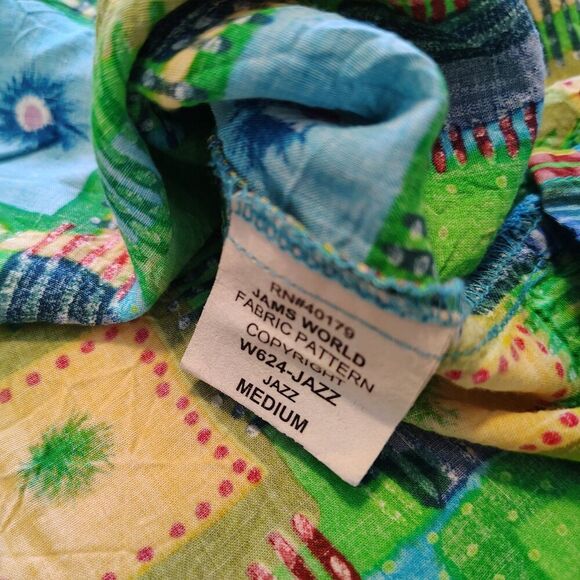 RN#40179
JAMS WORLD
FABRIC PATTERN
COPYRIGHT
W624-JAZZ
JAZZ
MEDIUM